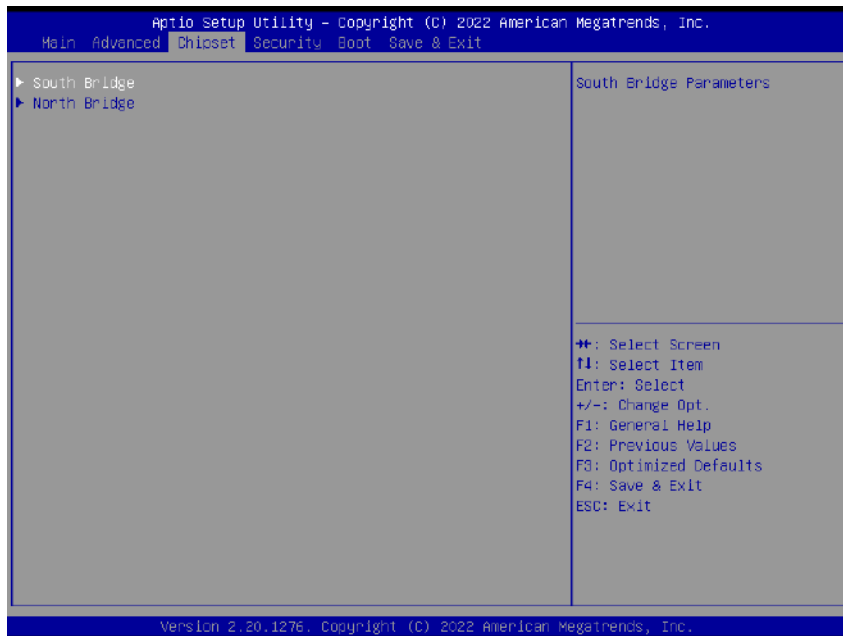 Aptio Setup Utility – Copyright (C) 2022 American Megatrends, Inc.
Main Advanced Chipset Security Boot Save & Exit
► South Bridge
► North Bridge
South Bridge Parameters
→←: Select Screen
↑↓: Select Item
Enter: Select
+/-: Change Opt.
F1: General Help
F2: Previous Values
F3: Optimized Defaults
F4: Save & Exit
ESC: Exit
Version 2.20.1276. Copyright (C) 2022 American Megatrends, Inc.